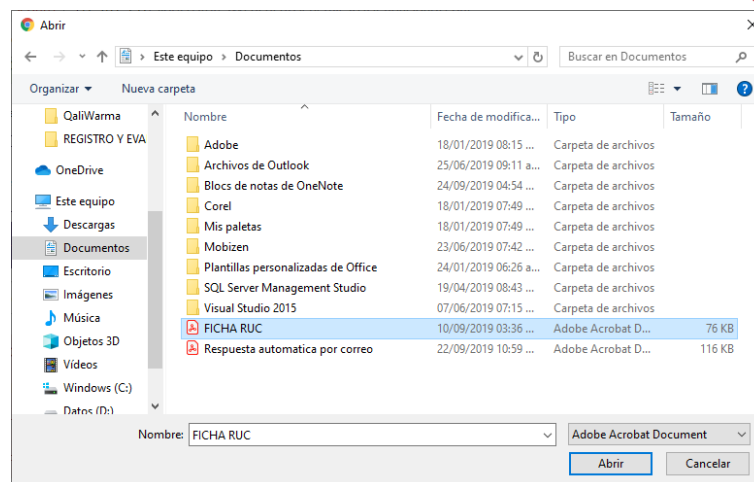 Abrir
Este equipo > Documentos
Buscar en Documentos
Organizar
Nueva carpeta
QaliWarma
REGISTRO Y EVA
OneDrive
Este equipo
Descargas
Documentos
Escritorio
Imágenes
Música
Objetos 3D
Vídeos
Windows (C:)
Datos (D:)
Nombre Fecha de modifica... Tipo Tamaño
Adobe 18/01/2019 08:15 ... Carpeta de archivos
Archivos de Outlook 25/06/2019 09:11 a... Carpeta de archivos
Blocs de notas de OneNote 24/09/2019 04:54 ... Carpeta de archivos
Corel 18/01/2019 07:49 ... Carpeta de archivos
Mis paletas 18/01/2019 07:49 ... Carpeta de archivos
Mobizen 23/06/2019 07:42 ... Carpeta de archivos
Plantillas personalizadas de Office 24/01/2019 06:26 a... Carpeta de archivos
SQL Server Management Studio 19/04/2019 08:43 ... Carpeta de archivos
Visual Studio 2015 07/06/2019 07:15 ... Carpeta de archivos
FICHA RUC 10/09/2019 03:36 ... Adobe Acrobat D... 76 KB
Respuesta automatica por correo 22/09/2019 10:59 ... Adobe Acrobat D... 116 KB
Nombre: FICHA RUC
Adobe Acrobat Document
Abrir
Cancelar